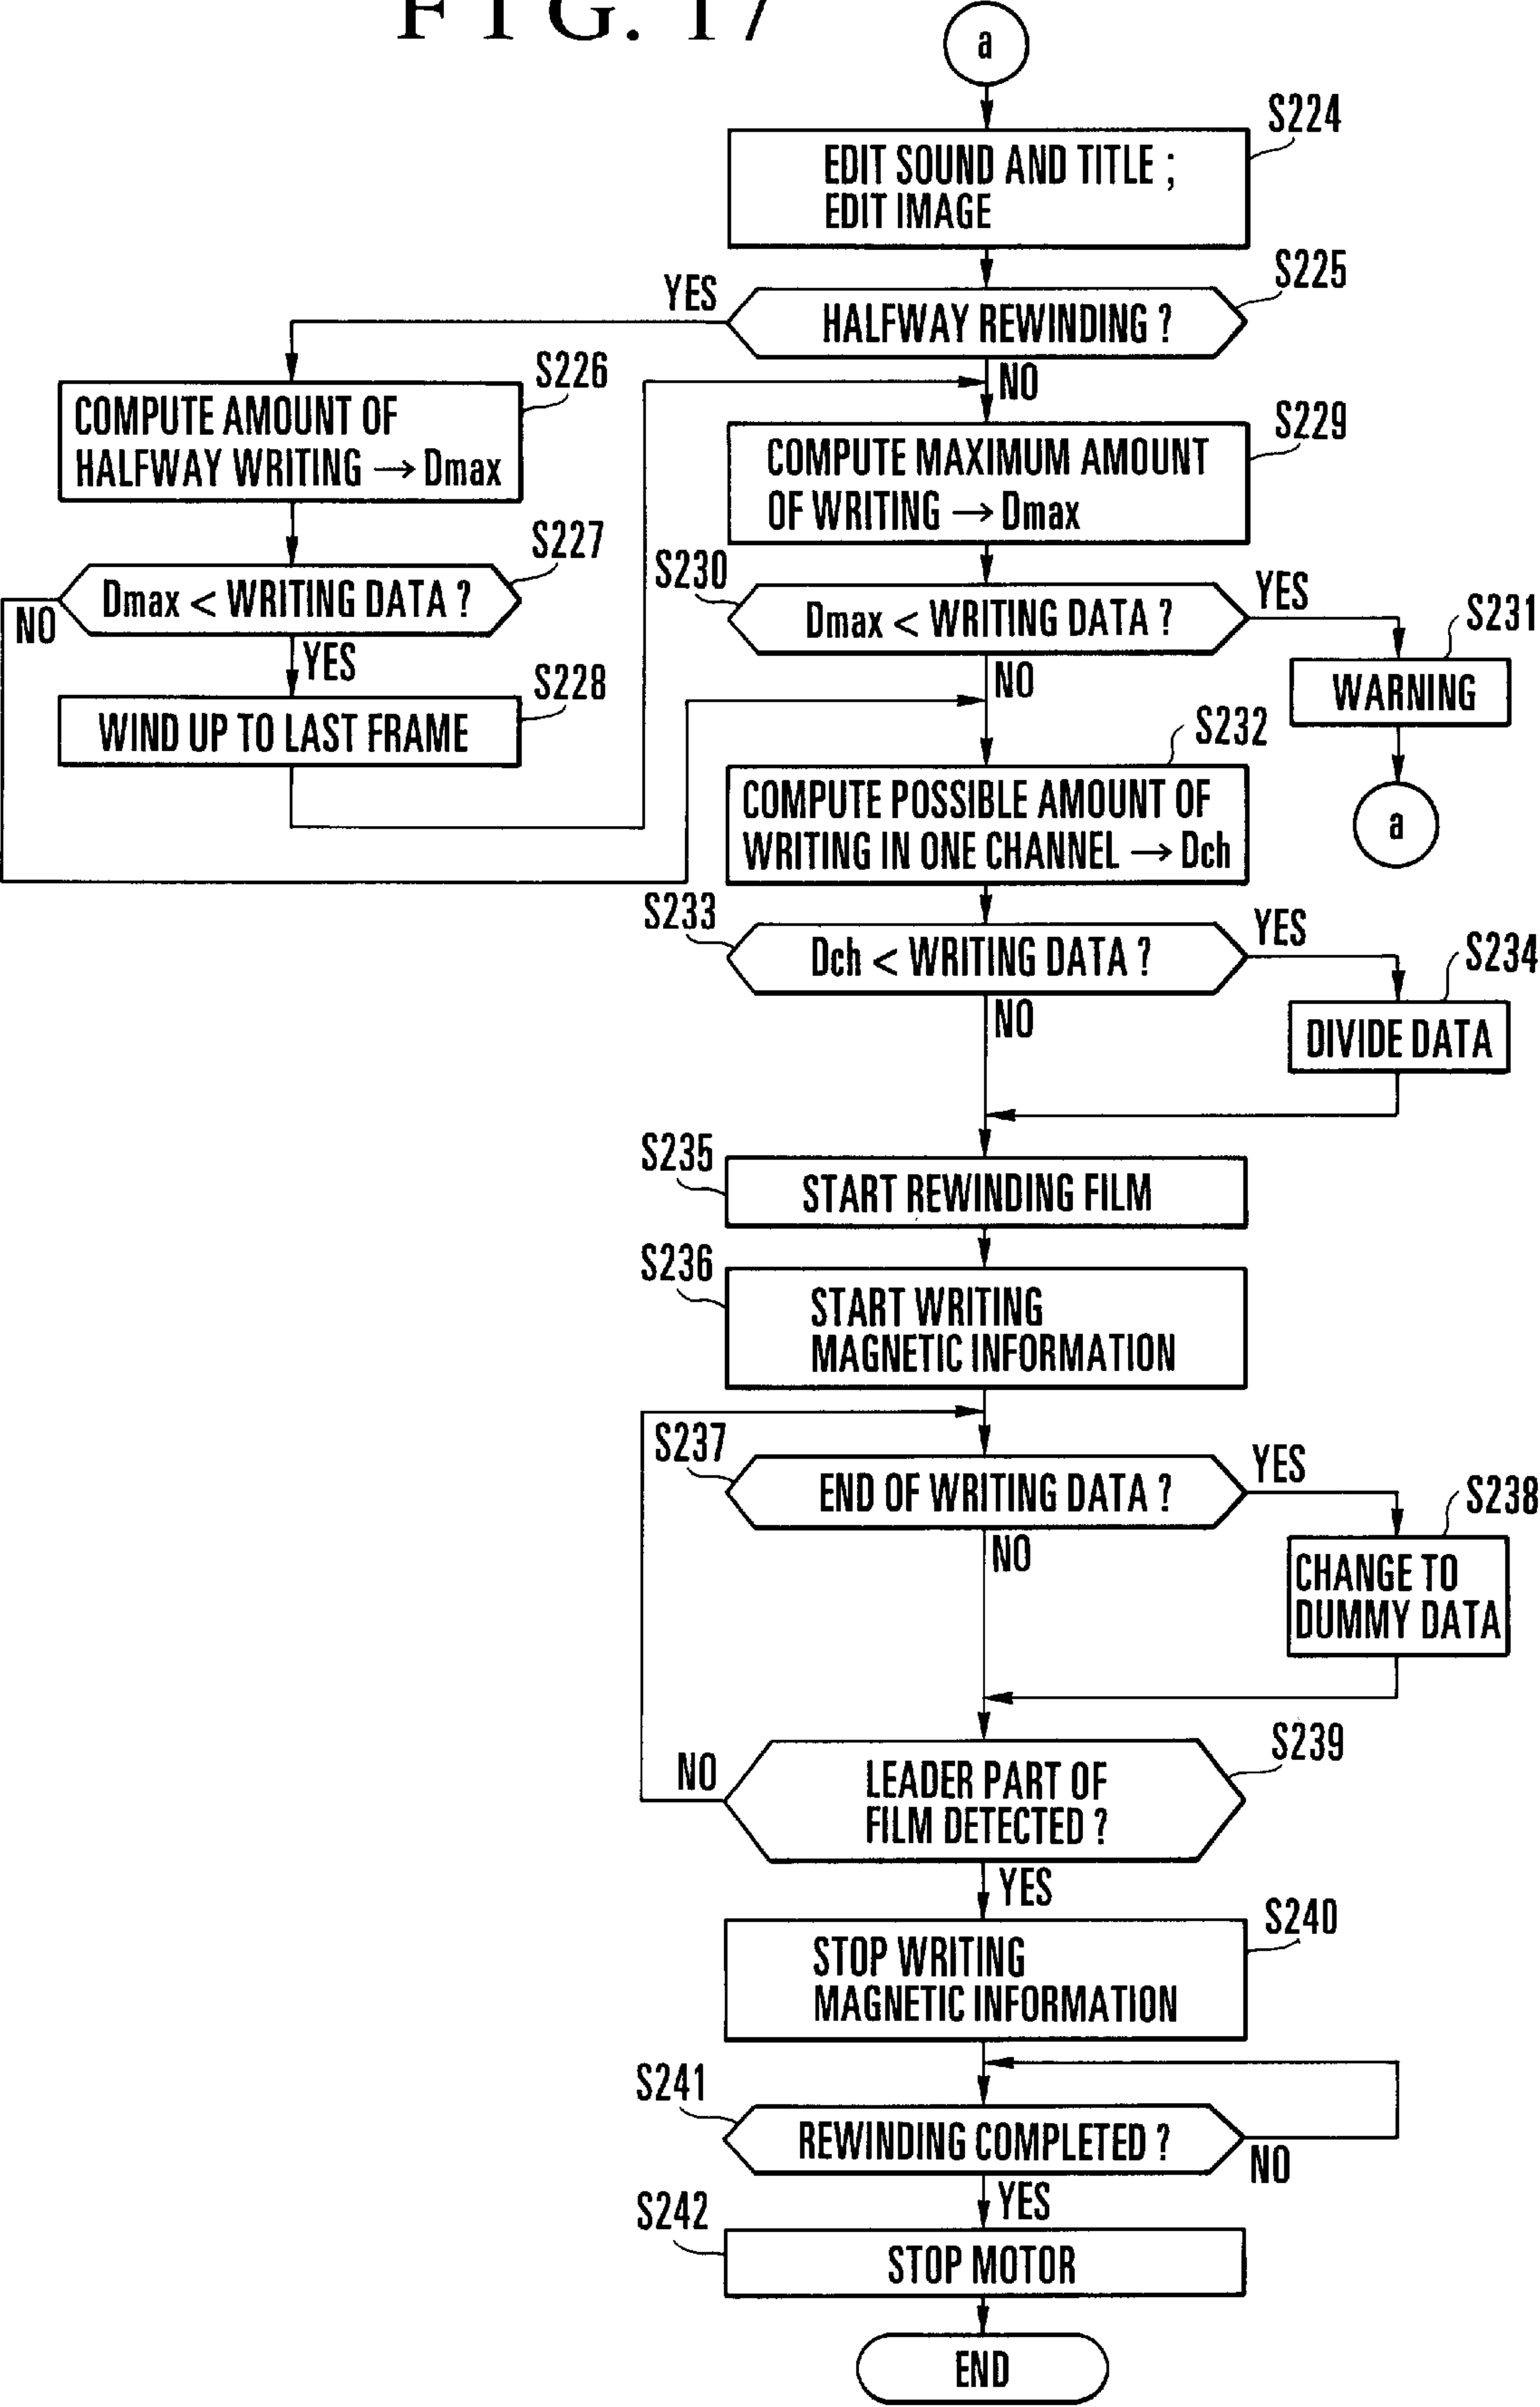 FIG. 17
a
S224
EDIT SOUND AND TITLE ;
EDIT IMAGE
S225
HALFWAY REWINDING ?
YES
NO
S226
COMPUTE AMOUNT OF
HALFWAY WRITING → Dmax
S227
Dmax < WRITING DATA ?
NO
YES
S228
WIND UP TO LAST FRAME
S229
COMPUTE MAXIMUM AMOUNT
OF WRITING → Dmax
S230
Dmax < WRITING DATA ?
YES
NO
S231
WARNING
a
S232
COMPUTE POSSIBLE AMOUNT OF
WRITING IN ONE CHANNEL → Dch
S233
Dch < WRITING DATA ?
YES
NO
S234
DIVIDE DATA
S235
START REWINDING FILM
S236
START WRITING
MAGNETIC INFORMATION
S237
END OF WRITING DATA ?
YES
NO
S238
CHANGE TO
DUMMY DATA
S239
LEADER PART OF
FILM DETECTED ?
NO
YES
S240
STOP WRITING
MAGNETIC INFORMATION
S241
REWINDING COMPLETED ?
NO
YES
S242
STOP MOTOR
END